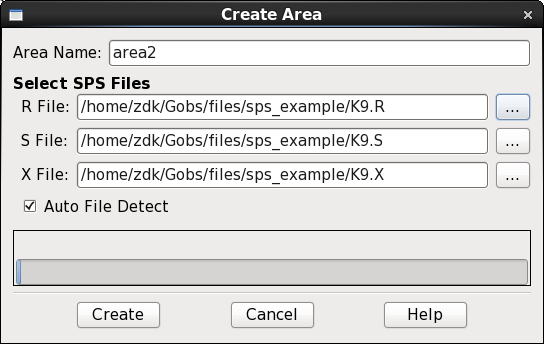 Create Area
Area Name: area2
Select SPS Files
R File: /home/zdk/Gobs/files/sps_example/K9.R ...
S File: /home/zdk/Gobs/files/sps_example/K9.S ...
X File: /home/zdk/Gobs/files/sps_example/K9.X ...
Auto File Detect
Create Cancel Help